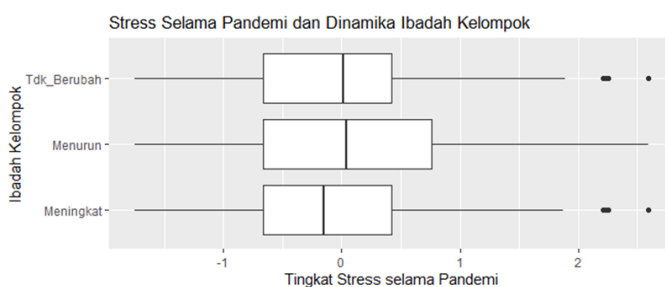 Stress Selama Pandemi dan Dinamika Ibadah Kelompok
Ibadah Kelompok
Tdk_Berubah
Menurun
Meningkat
-1
0
1
2
Tingkat Stress selama Pandemi